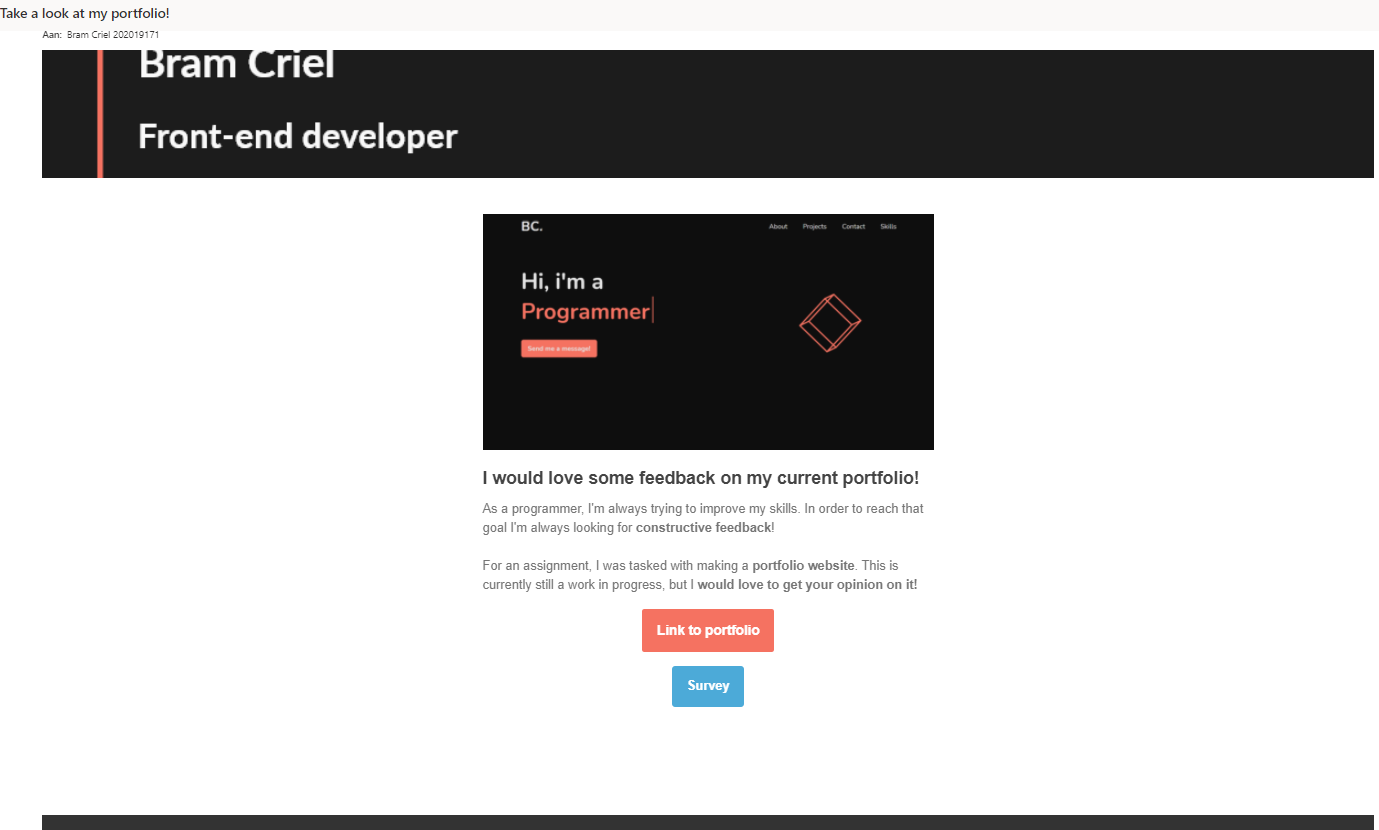 Take a look at my portfolio!
Aan: Bram Criel 202019171
Bram Criel
Front-end developer
BC.
About Projects Contact Skills
Hi, i'm a
Programmer
Send me a message!
I would love some feedback on my current portfolio!
As a programmer, I'm always trying to improve my skills. In order to reach that
goal I'm always looking for constructive feedback!
For an assignment, I was tasked with making a portfolio website. This is
currently still a work in progress, but I would love to get your opinion on it!
Link to portfolio
Survey